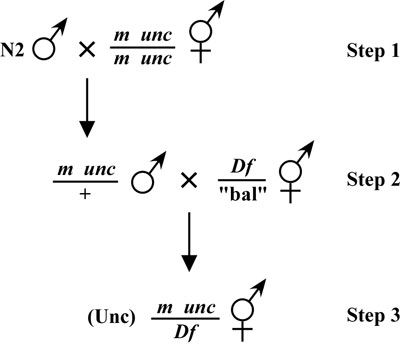 N2 ♂ × m unc / m unc ⚥ Step 1
m unc / + ♂ × Df / "bal" ⚥ Step 2
(Unc) m unc / Df ⚥ Step 3